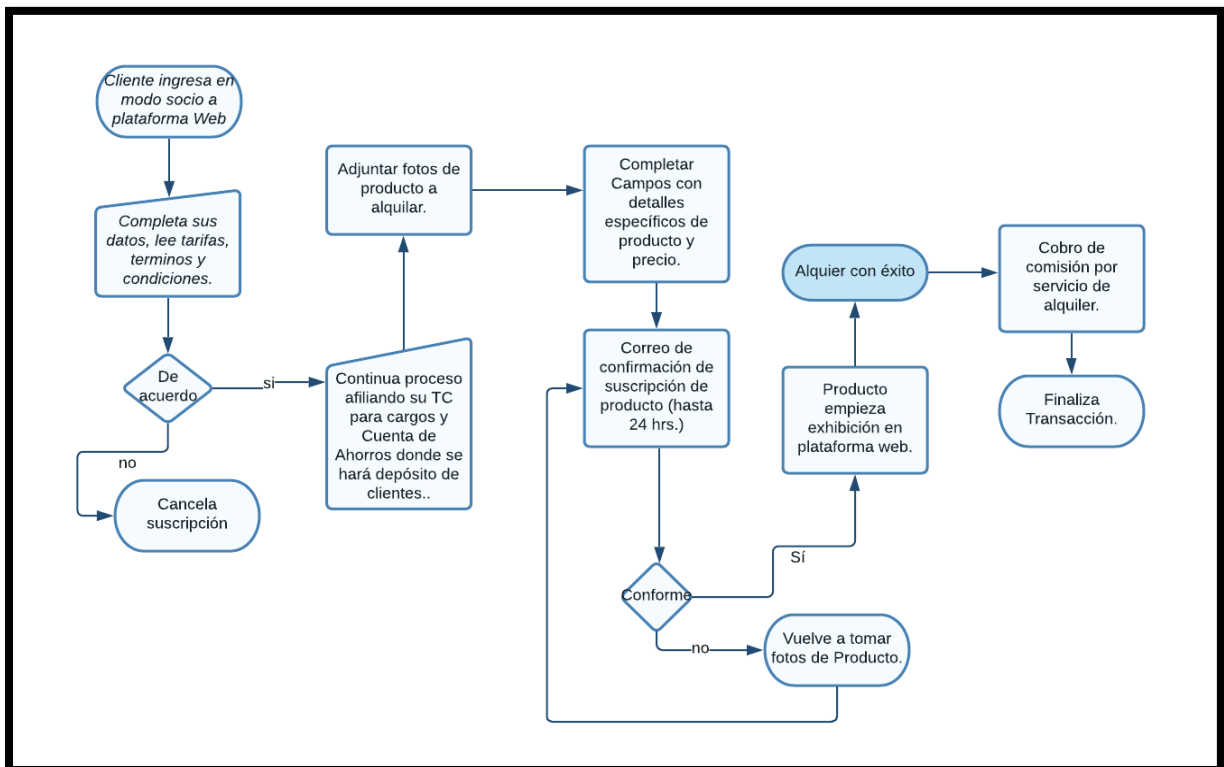 Cliente ingresa en
modo socio a
plataforma Web
Completa sus
datos, lee tarifas,
terminos y
condiciones.
De
acuerdo
si
no
Cancela
suscripción
Continua proceso
afiliando su TC
para cargos y
Cuenta de
Ahorros donde se
hará depósito de
clientes..
Adjuntar fotos de
producto a
alquilar.
Completar
Campos con
detalles
específicos de
producto y
precio.
Correo de
confirmación de
suscripción de
producto (hasta
24 hrs.)
Conforme
no
Vuelve a tomar
fotos de Producto.
Sí
Producto
empieza
exhibición en
plataforma web.
Alquier con éxito
Cobro de
comisión por
servicio de
alquiler.
Finaliza
Transacción.